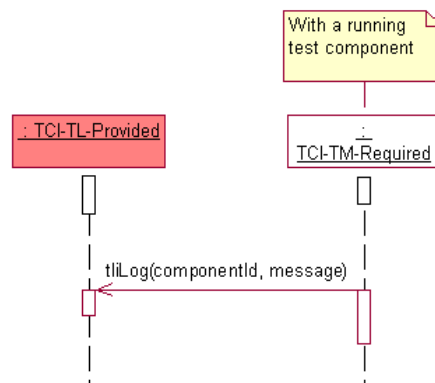 With a running
test component
: TCI-TL-Provided
:
TCI-TM-Required
tliLog(componentId, message)